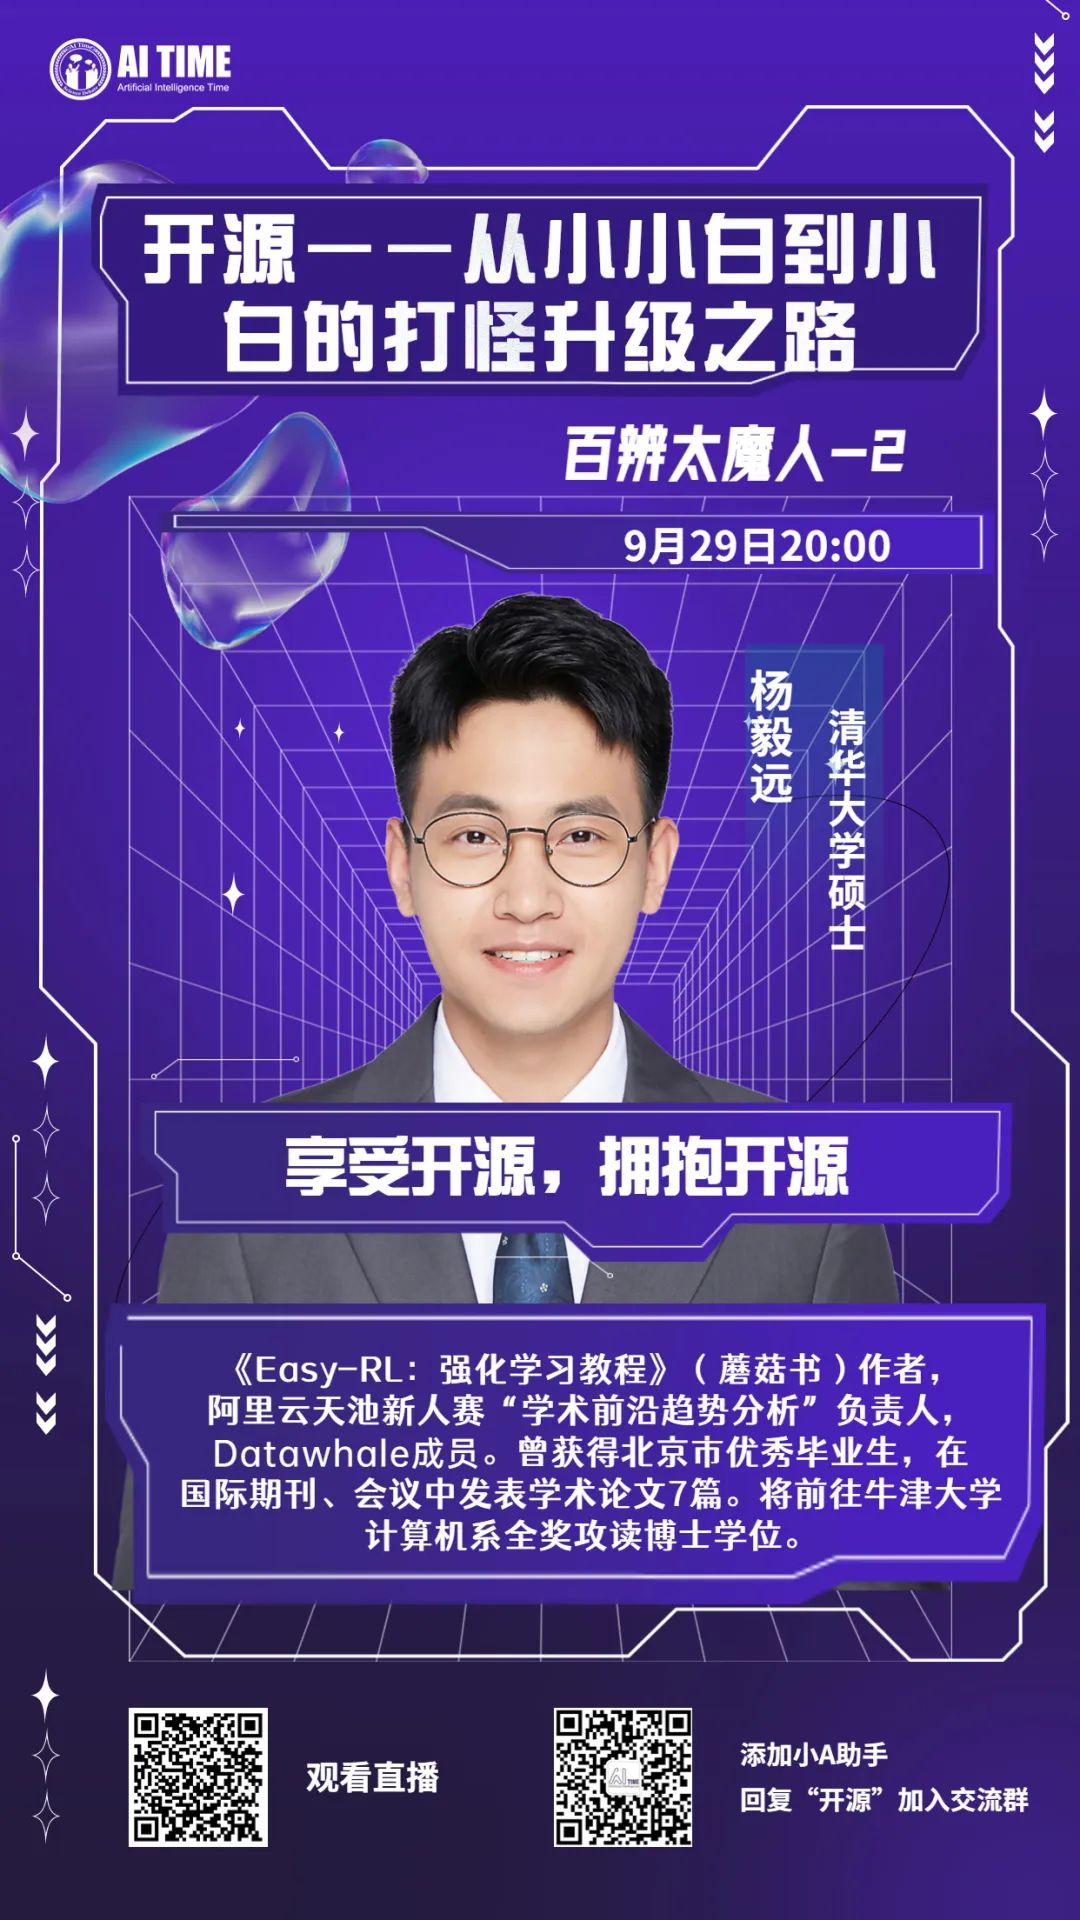 AI TIME
Artificial Intelligence Time
开源——从小小白到小
白的打怪升级之路
百辨太魔人-2
9月29日20:00
杨毅远
清华大学硕士
享受开源，拥抱开源
《Easy-RL：强化学习教程》（蘑菇书）作者，
阿里云天池新人赛“学术前沿趋势分析”负责人，
Datawhale成员。曾获得北京市优秀毕业生，在
国际期刊、会议中发表学术论文7篇。将前往牛津大学
计算机系全奖攻读博士学位。
观看直播
AI TIME
添加小A助手
回复“开源”加入交流群